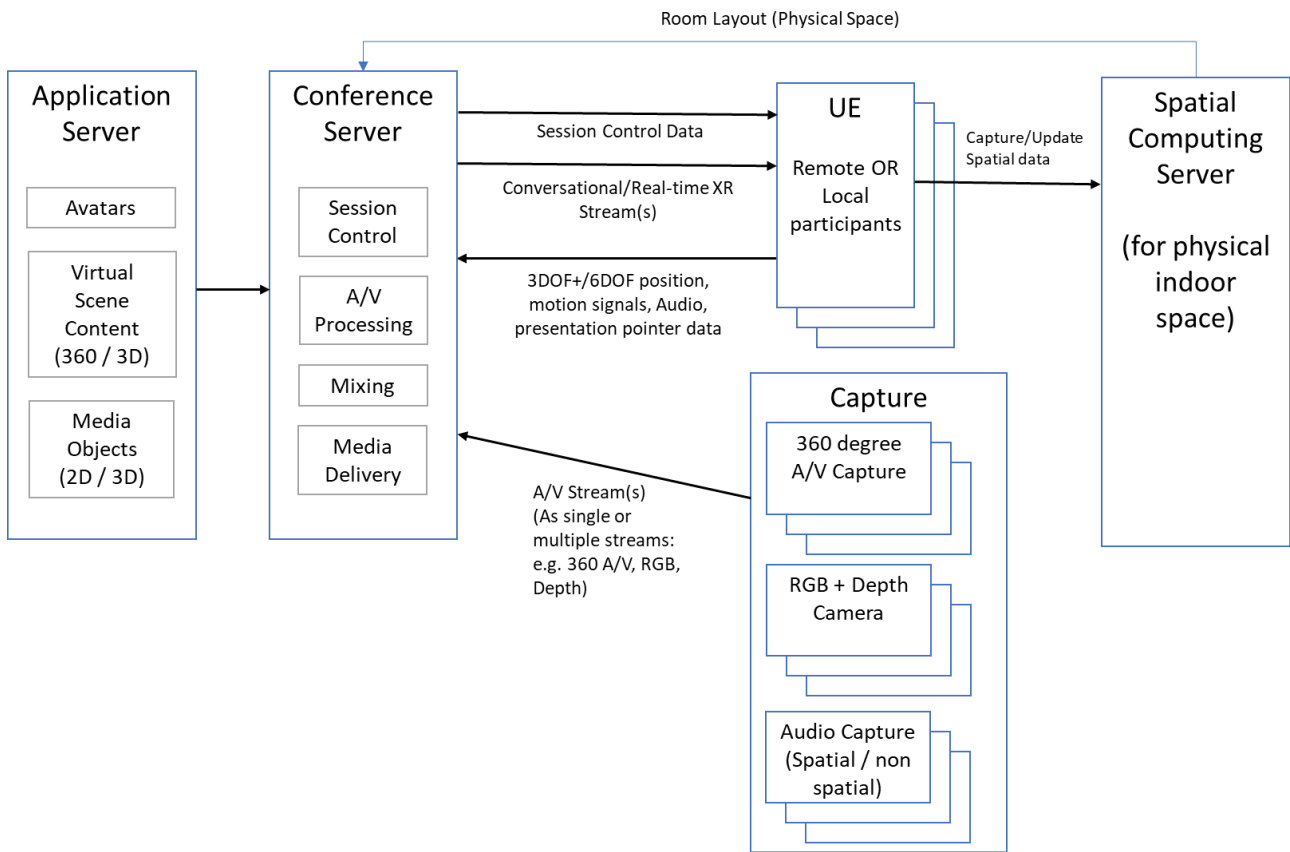 Room Layout (Physical Space)
Application
Server
Avatars
Virtual
Scene
Content
(360 / 3D)
Media
Objects
(2D / 3D)
Conference
Server
Session
Control
A/V
Processing
Mixing
Media
Delivery
Session Control Data
Conversational/Real-time XR
Stream(s)
3DOF+/6DOF position,
motion signals, Audio,
presentation pointer data
A/V Stream(s)
(As single or
multiple streams:
e.g. 360 A/V, RGB,
Depth)
UE
Remote OR
Local
participants
Capture/Update
Spatial data
Capture
360 degree
A/V Capture
RGB + Depth
Camera
Audio Capture
(Spatial / non
spatial)
Spatial
Computing
Server
(for physical
indoor
space)